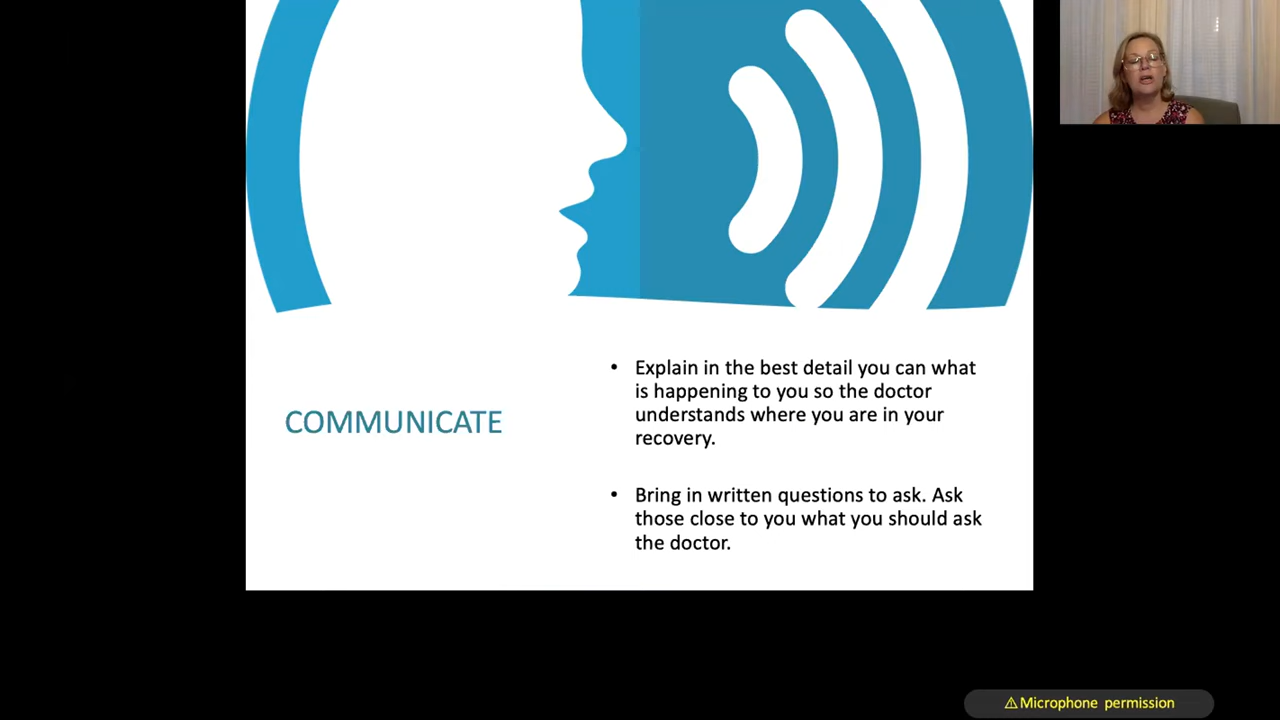 COMMUNICATE
• Explain in the best detail you can what
is happening to you so the doctor
understands where you are in your
recovery.
• Bring in written questions to ask. Ask
those close to you what you should ask
the doctor.
⚠Microphone permission